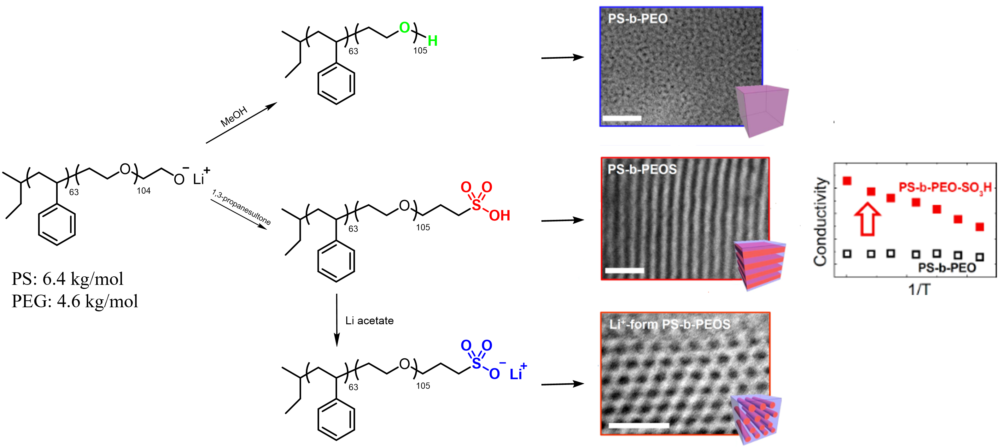 O
H
63
105
PS-b-PEO
MeOH
O
O
−
Li
+
63
104
1,3-propanesultone
O
O
O
S
OH
63
105
PS-b-PEOS
Conductivity
PS-b-PEO-SO3H
PS-b-PEO
1/T
PS: 6.4 kg/mol
PEG: 4.6 kg/mol
Li acetate
O
O
O
S
O
−
Li
+
63
105
Li+-form PS-b-PEOS